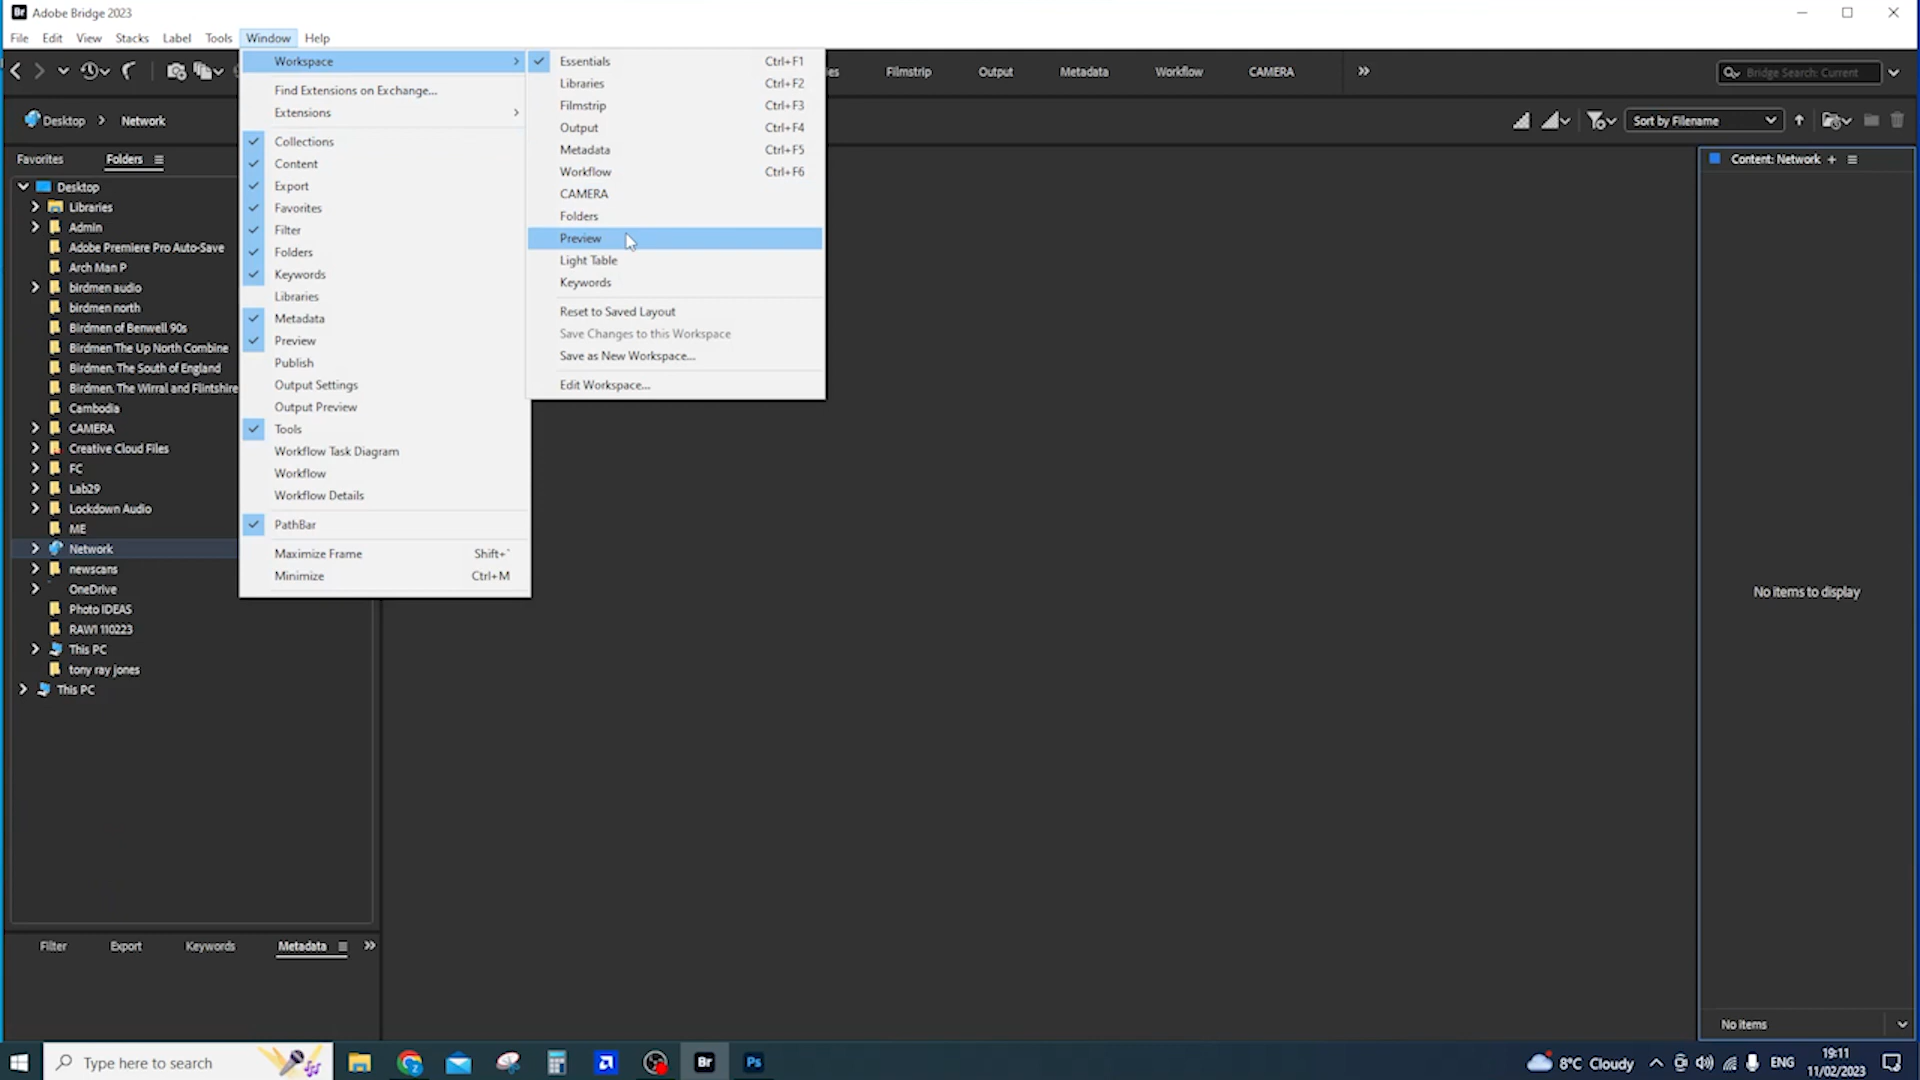 Br Adobe Bridge 2023
File Edit View Stacks Label Tools Window Help
Filmstrip Output Metadata Workflow CAMERA
Bridge Search: Current
Desktop Network
Sort by Filename
Favorites Folders
Desktop
Libraries
Admin
Adobe Premiere Pro Auto-Save
Arch Man P
birdmen audio
birdmen north
Birdmen of Benwell 90s
Birdmen The Up North Combine
Birdmen. The South of England
Birdmen. The Wirral and Flintshire
Cambodia
CAMERA
Creative Cloud Files
FC
Lab29
Lockdown Audio
ME
Network
newscans
OneDrive
Photo IDEAS
RAW1 110223
This PC
tony ray jones
This PC
Workspace
Find Extensions on Exchange...
Extensions
Collections
Content
Export
Favorites
Filter
Folders
Keywords
Libraries
Metadata
Preview
Publish
Output Settings
Output Preview
Tools
Workflow Task Diagram
Workflow
Workflow Details
PathBar
Maximize Frame Shift+`
Minimize Ctrl+M
Essentials Ctrl+F1
Libraries Ctrl+F2
Filmstrip Ctrl+F3
Output Ctrl+F4
Metadata Ctrl+F5
Workflow Ctrl+F6
CAMERA
Folders
Preview
Light Table
Keywords
Reset to Saved Layout
Save Changes to this Workspace
Save as New Workspace...
Edit Workspace...
Content: Network
No items to display
No items
Filter Export Keywords Metadata
Type here to search
Br Ps
8°C Cloudy
ENG
19:11
11/02/2023